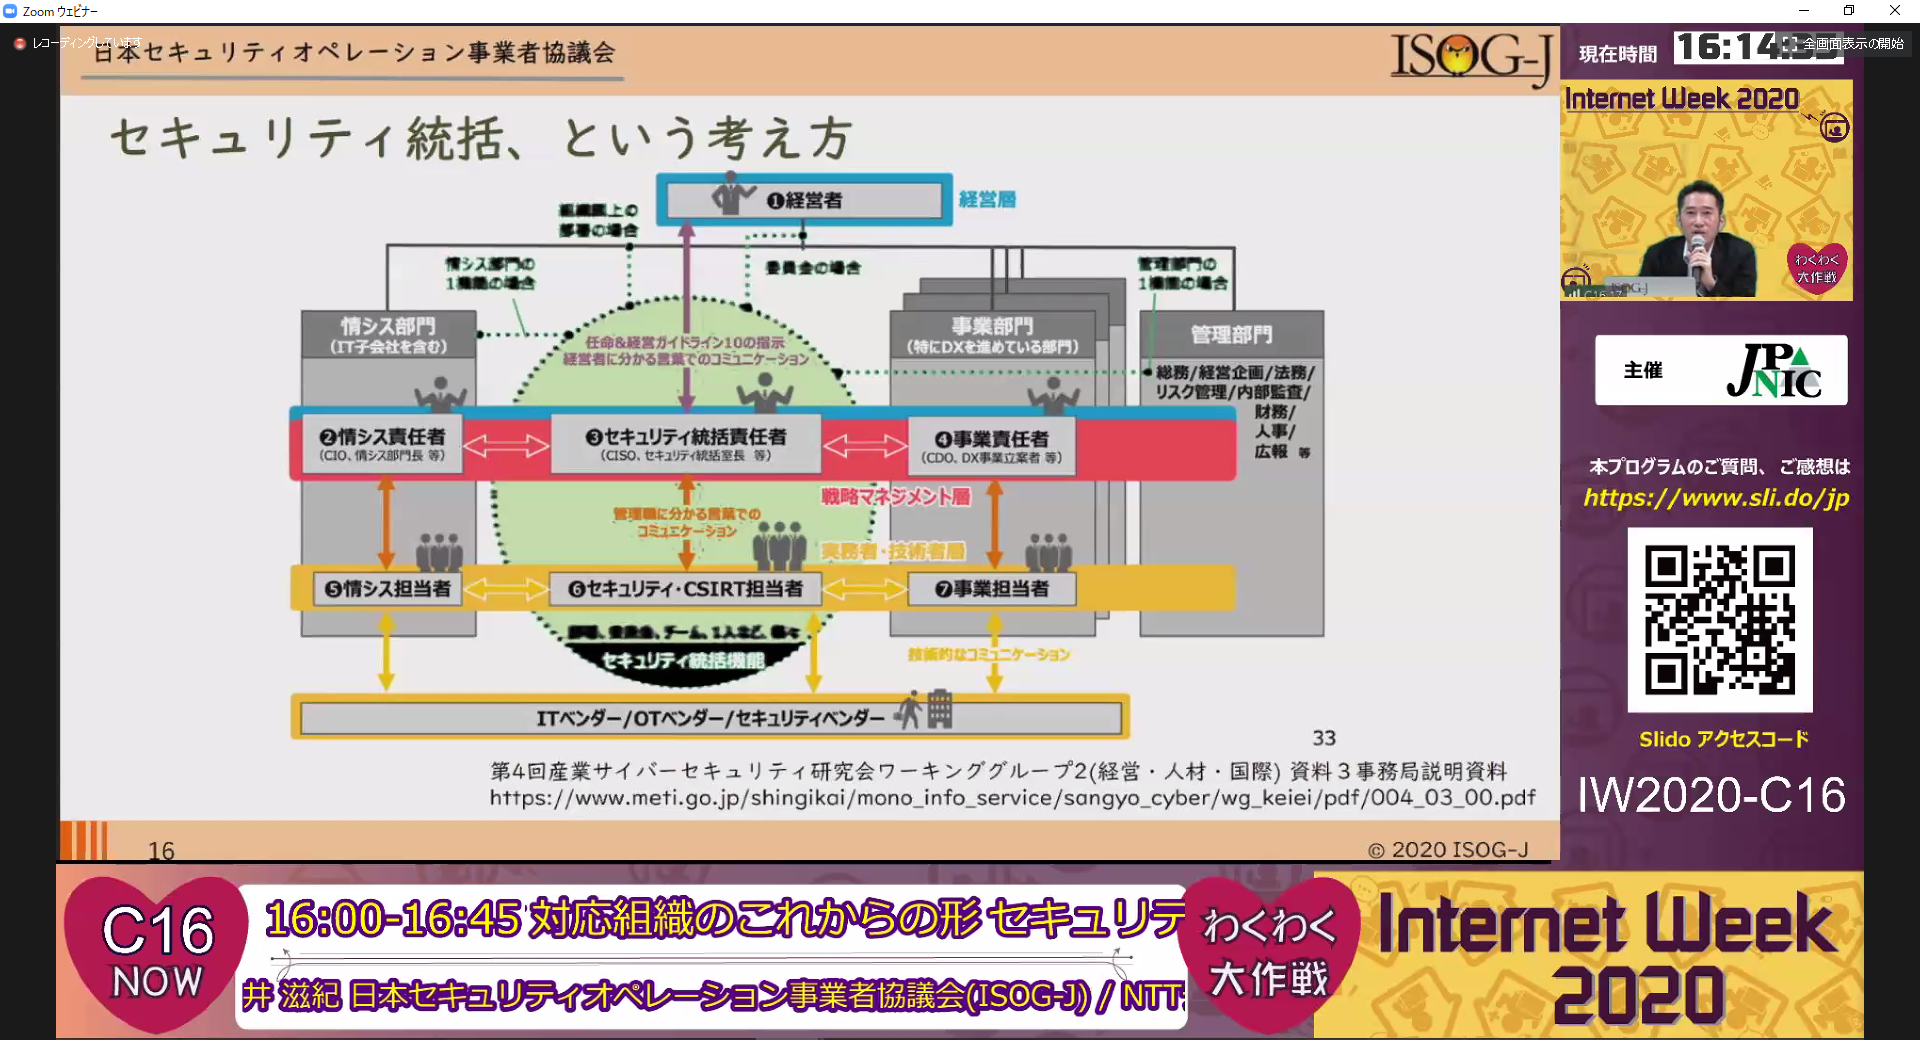 Zoom ウェビナー
レコーディングしています
日本セキュリティオペレーション事業者協議会
ISOG-J
セキュリティ統括、という考え方
❶経営者
経営層
組織図上の
部署の場合
情シス部門の
1機能の場合
委員会の場合
管理部門の
1機能の場合
情シス部門
(IT子会社を含む)
任命&経営ガイドライン10の指示
経営者に分かる言葉でのコミュニケーション
事業部門
(特にDXを進めている部門)
管理部門
総務/経営企画/法務/
リスク管理/内部監査/
財務/
人事/
広報 等
❷情シス責任者
(CIO、情シス部門長 等)
❸セキュリティ統括責任者
(CISO、セキュリティ統括室長 等)
❹事業責任者
(CDO、DX事業立案者 等)
戦略マネジメント層
管理職に分かる言葉での
コミュニケーション
実務者・技術者層
❺情シス担当者
❻セキュリティ・CSIRT担当者
❼事業担当者
セキュリティ統括機能
技術的なコミュニケーション
ITベンダー/OTベンダー/セキュリティベンダー
33
第4回産業サイバーセキュリティ研究会ワーキンググループ2(経営・人材・国際) 資料3事務局説明資料
https://www.meti.go.jp/shingikai/mono_info_service/sangyo_cyber/wg_keiei/pdf/004_03_00.pdf
16
© 2020 ISOG-J
現在時間
16:14:
全画面表示の開始
Internet Week 2020
わくわく
大作戦
主催
JPNIC
本プログラムのご質問、ご感想は
https://www.sli.do/jp
Slido アクセスコード
IW2020-C16
C16
NOW
16:00-16:45 対応組織のこれからの形 セキュリテ
井 滋紀 日本セキュリティオペレーション事業者協議会(ISOG-J) / NTT
わくわく
大作戦
Internet Week
2020